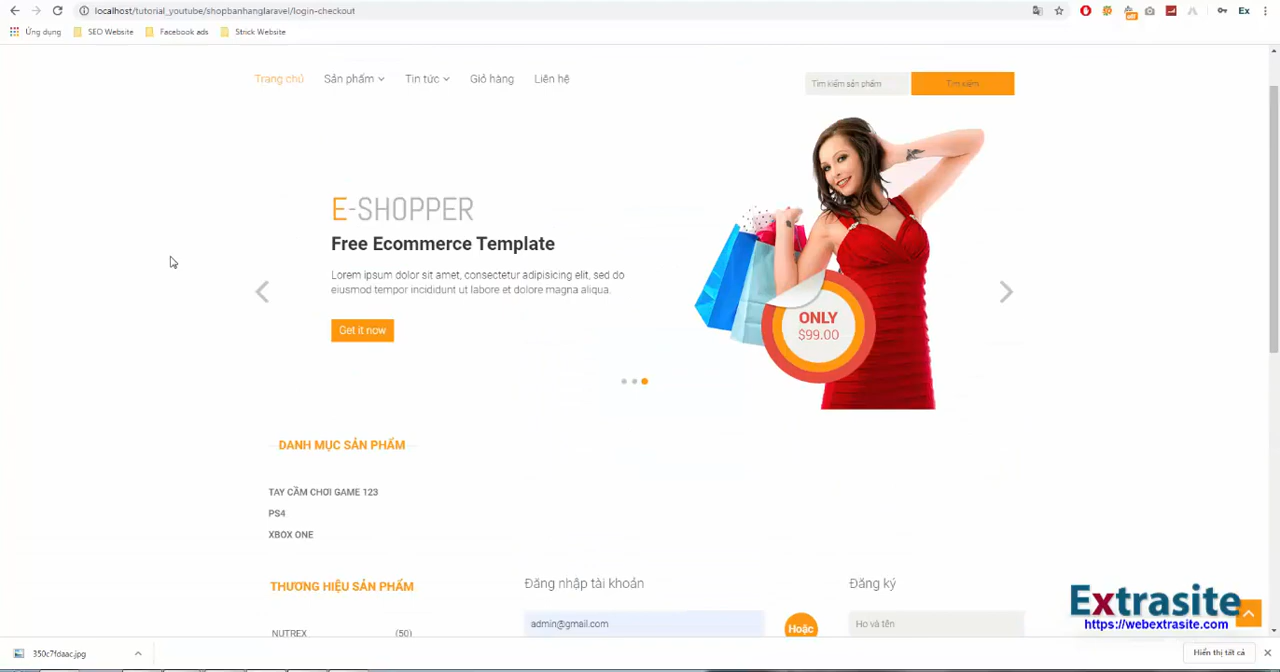 localhost/tutorial_youtube/shopbanhanglaravel/login-checkout
Ex
Ứng dụng
SEO Website
Facebook ads
Strick Website
off
Trang chủ
Sản phẩm
Tin tức
Giỏ hàng
Liên hệ
Tìm kiếm sản phẩm
Tìm kiếm
E-SHOPPER
Free Ecommerce Template
Lorem ipsum dolor sit amet, consectetur adipisicing elit, sed do
eiusmod tempor incididunt ut labore et dolore magna aliqua.
Get it now
ONLY
$99.00
DANH MỤC SẢN PHẨM
TAY CẦM CHƠI GAME 123
PS4
XBOX ONE
THƯƠNG HIỆU SẢN PHẨM
NUTREX (50)
Đăng nhập tài khoản
admin@gmail.com
Hoặc
Đăng ký
Họ và tên
Extrasite
https://webextrasite.com
350c7fdaac.jpg
Hiển thị tất cả